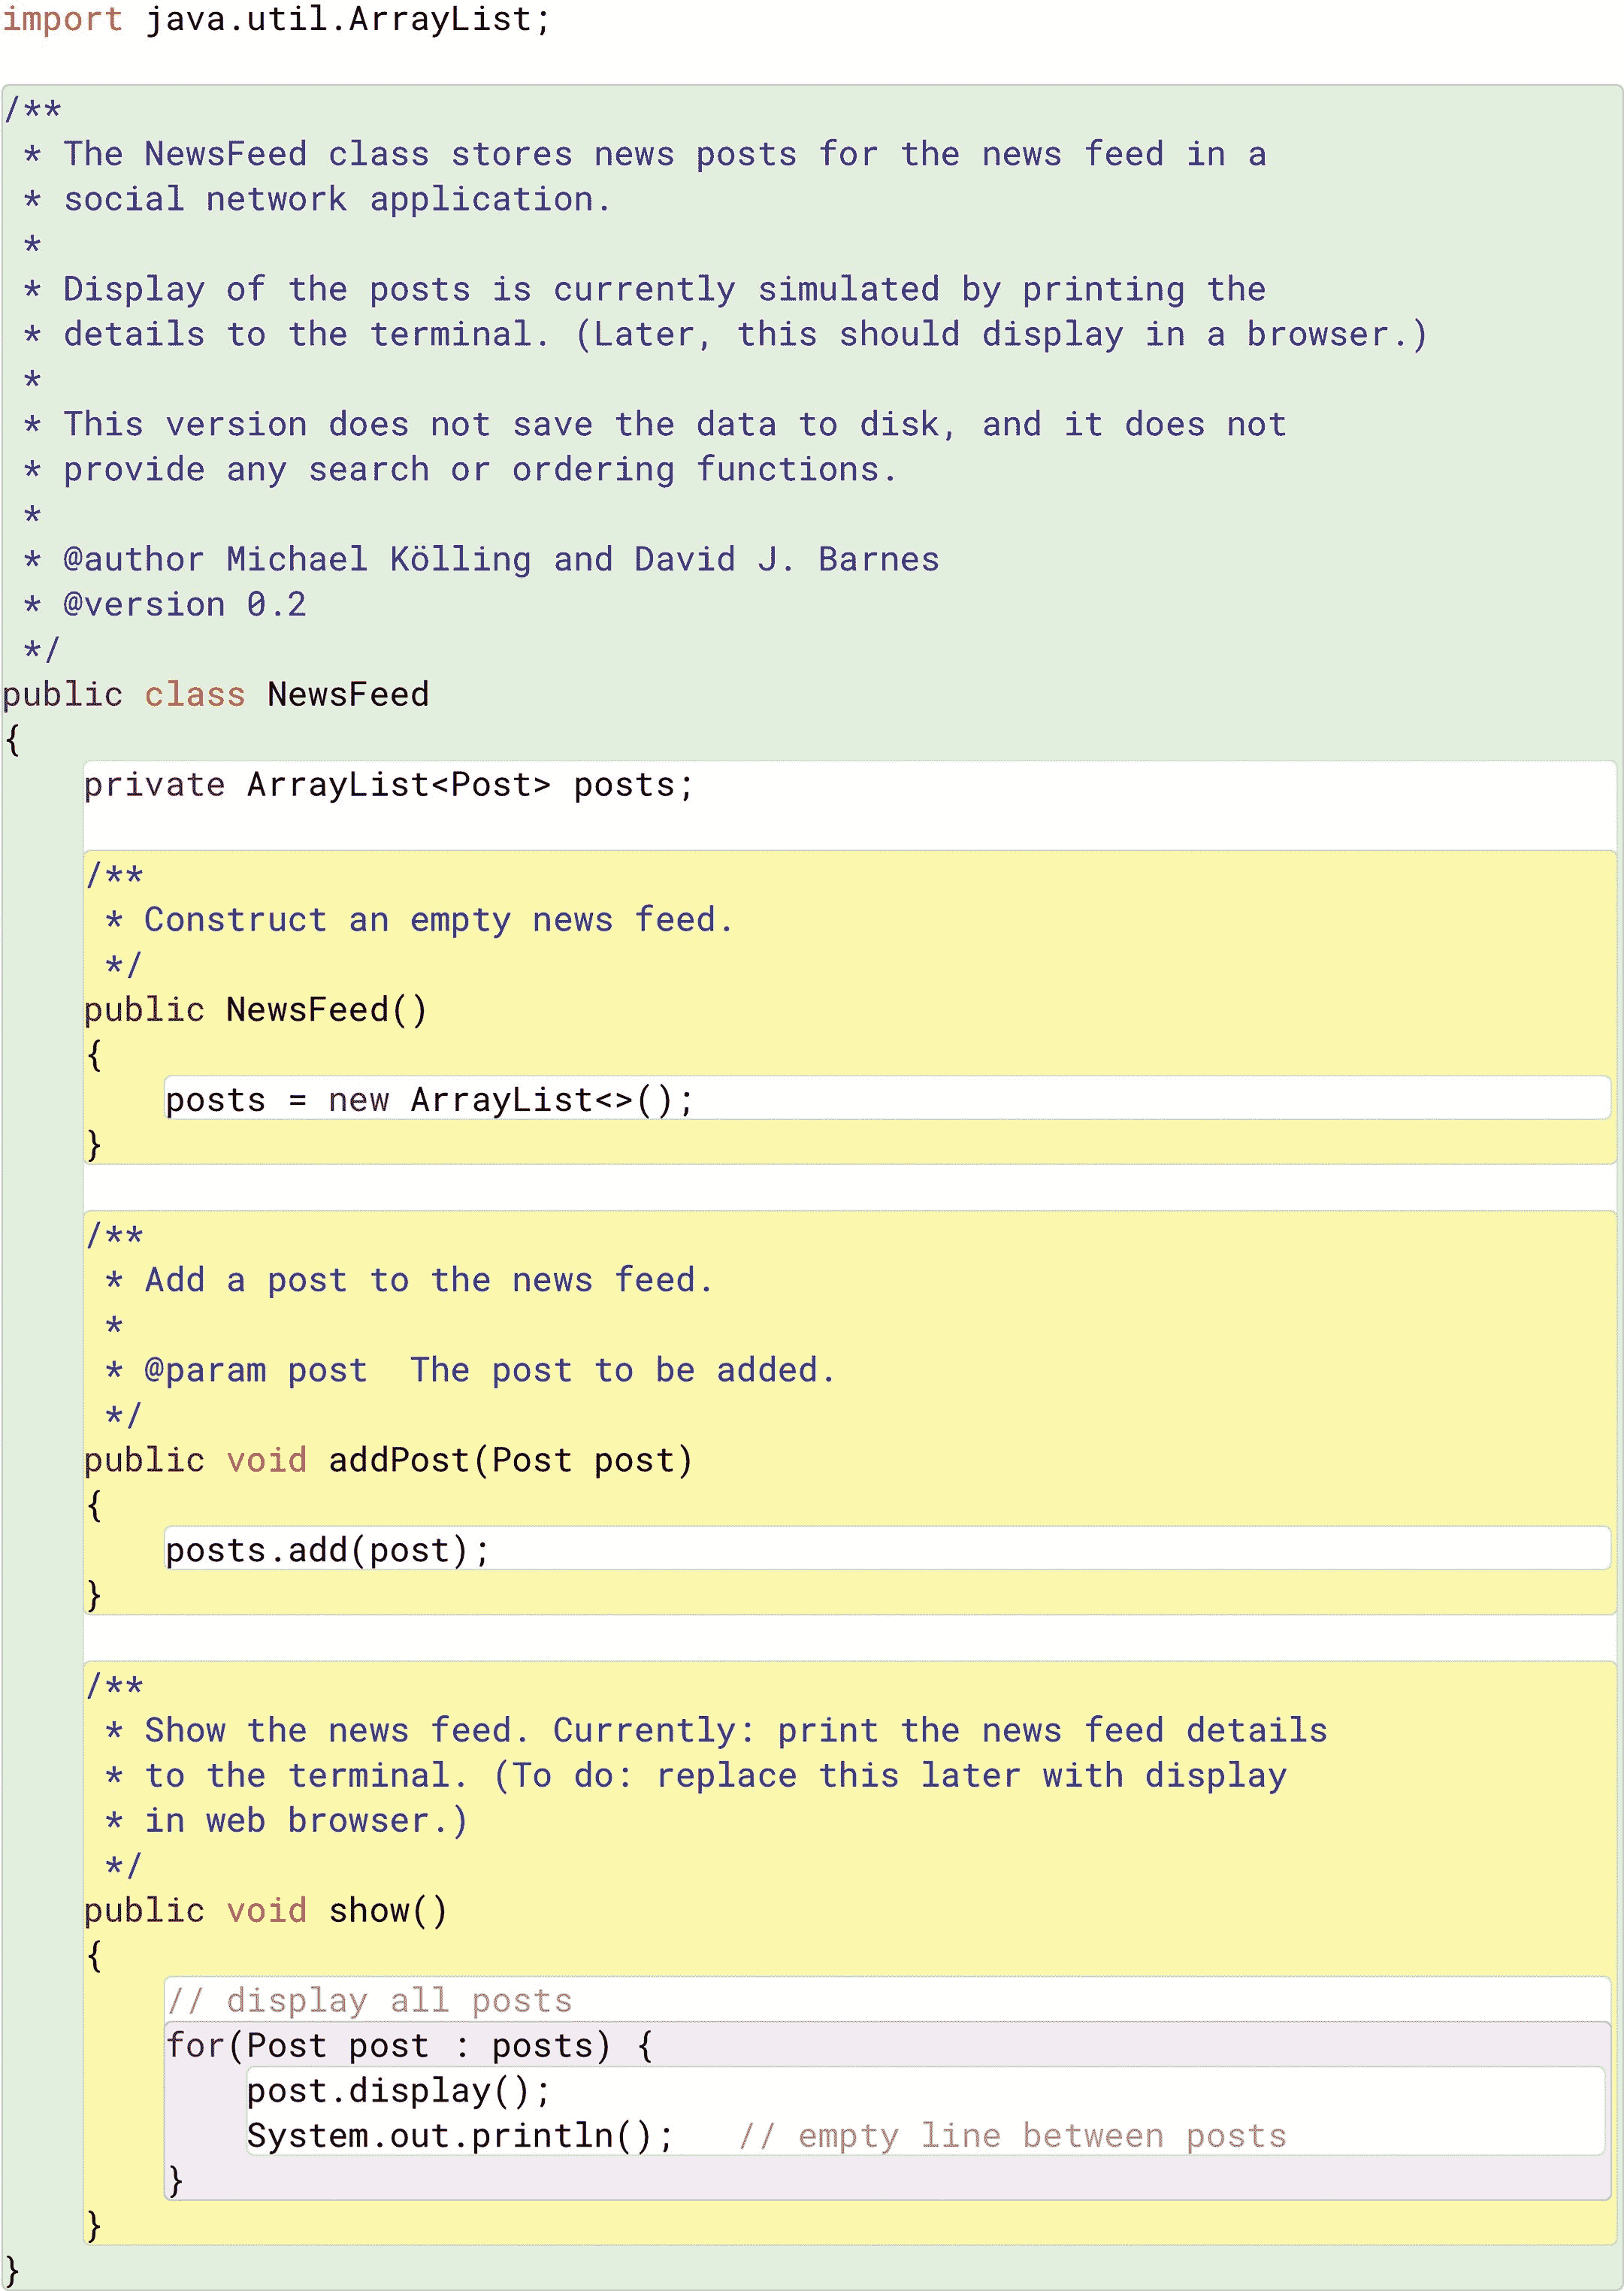 import java.util.ArrayList;
/**
 * The NewsFeed class stores news posts for the news feed in a
 * social network application.
 *
 * Display of the posts is currently simulated by printing the
 * details to the terminal. (Later, this should display in a browser.)
 *
 * This version does not save the data to disk, and it does not
 * provide any search or ordering functions.
 *
 * @author Michael Kölling and David J. Barnes
 * @version 0.2
 */
public class NewsFeed
{
    private ArrayList<Post> posts;
    /**
     * Construct an empty news feed.
     */
    public NewsFeed()
    {
        posts = new ArrayList<>();
    }
    /**
     * Add a post to the news feed.
     *
     * @param post  The post to be added.
     */
    public void addPost(Post post)
    {
        posts.add(post);
    }
    /**
     * Show the news feed. Currently: print the news feed details
     * to the terminal. (To do: replace this later with display
     * in web browser.)
     */
    public void show()
    {
        // display all posts
        for(Post post : posts) {
            post.display();
            System.out.println();   // empty line between posts
        }
    }
}